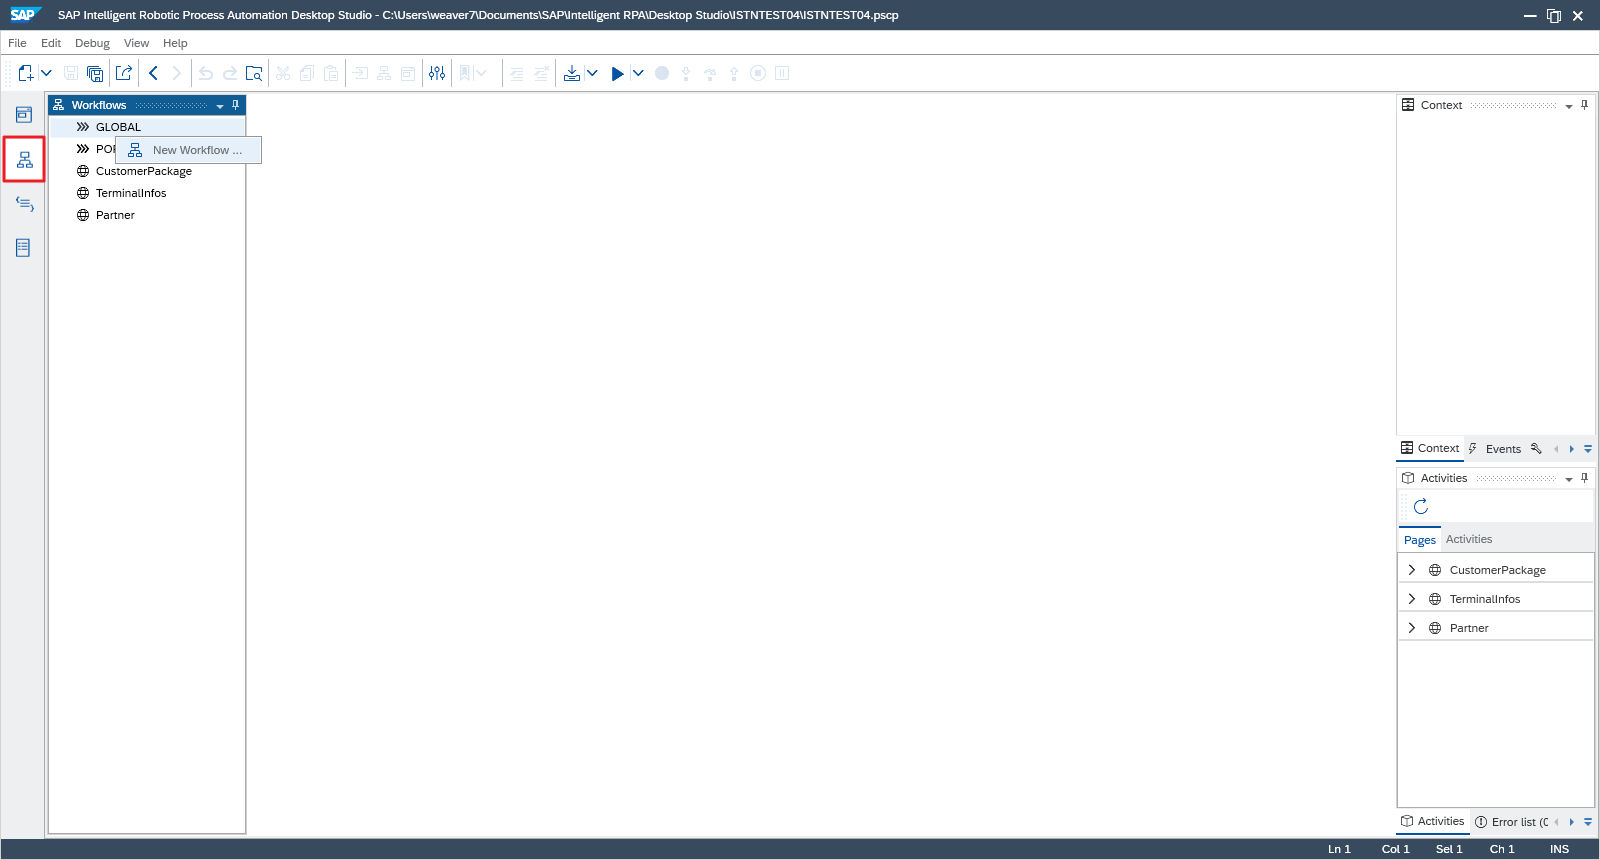 SAP SAP Intelligent Robotic Process Automation Desktop Studio - C:\Users\weaver7\Documents\SAP\Intelligent RPA\Desktop Studio\ISTNTEST04\ISTNTEST04.pscp
File Edit Debug View Help
Workflows
GLOBAL
New Workflow ...
CustomerPackage
TerminalInfos
Partner
Context
Context Events
Activities
Pages Activities
CustomerPackage
TerminalInfos
Partner
Activities Error list (
Ln 1 Col 1 Sel 1 Ch 1 INS